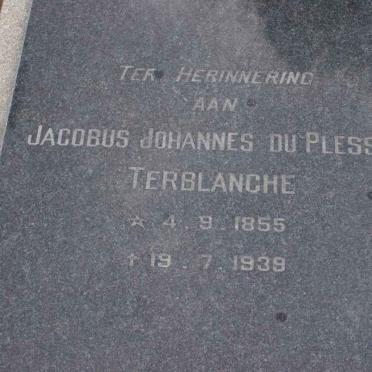 TER HERINNERING
AAN
JACOBUS JOHANNES DU PLESS
TERBLANCHE
☆ 4.9.1855
† 19.7.1939